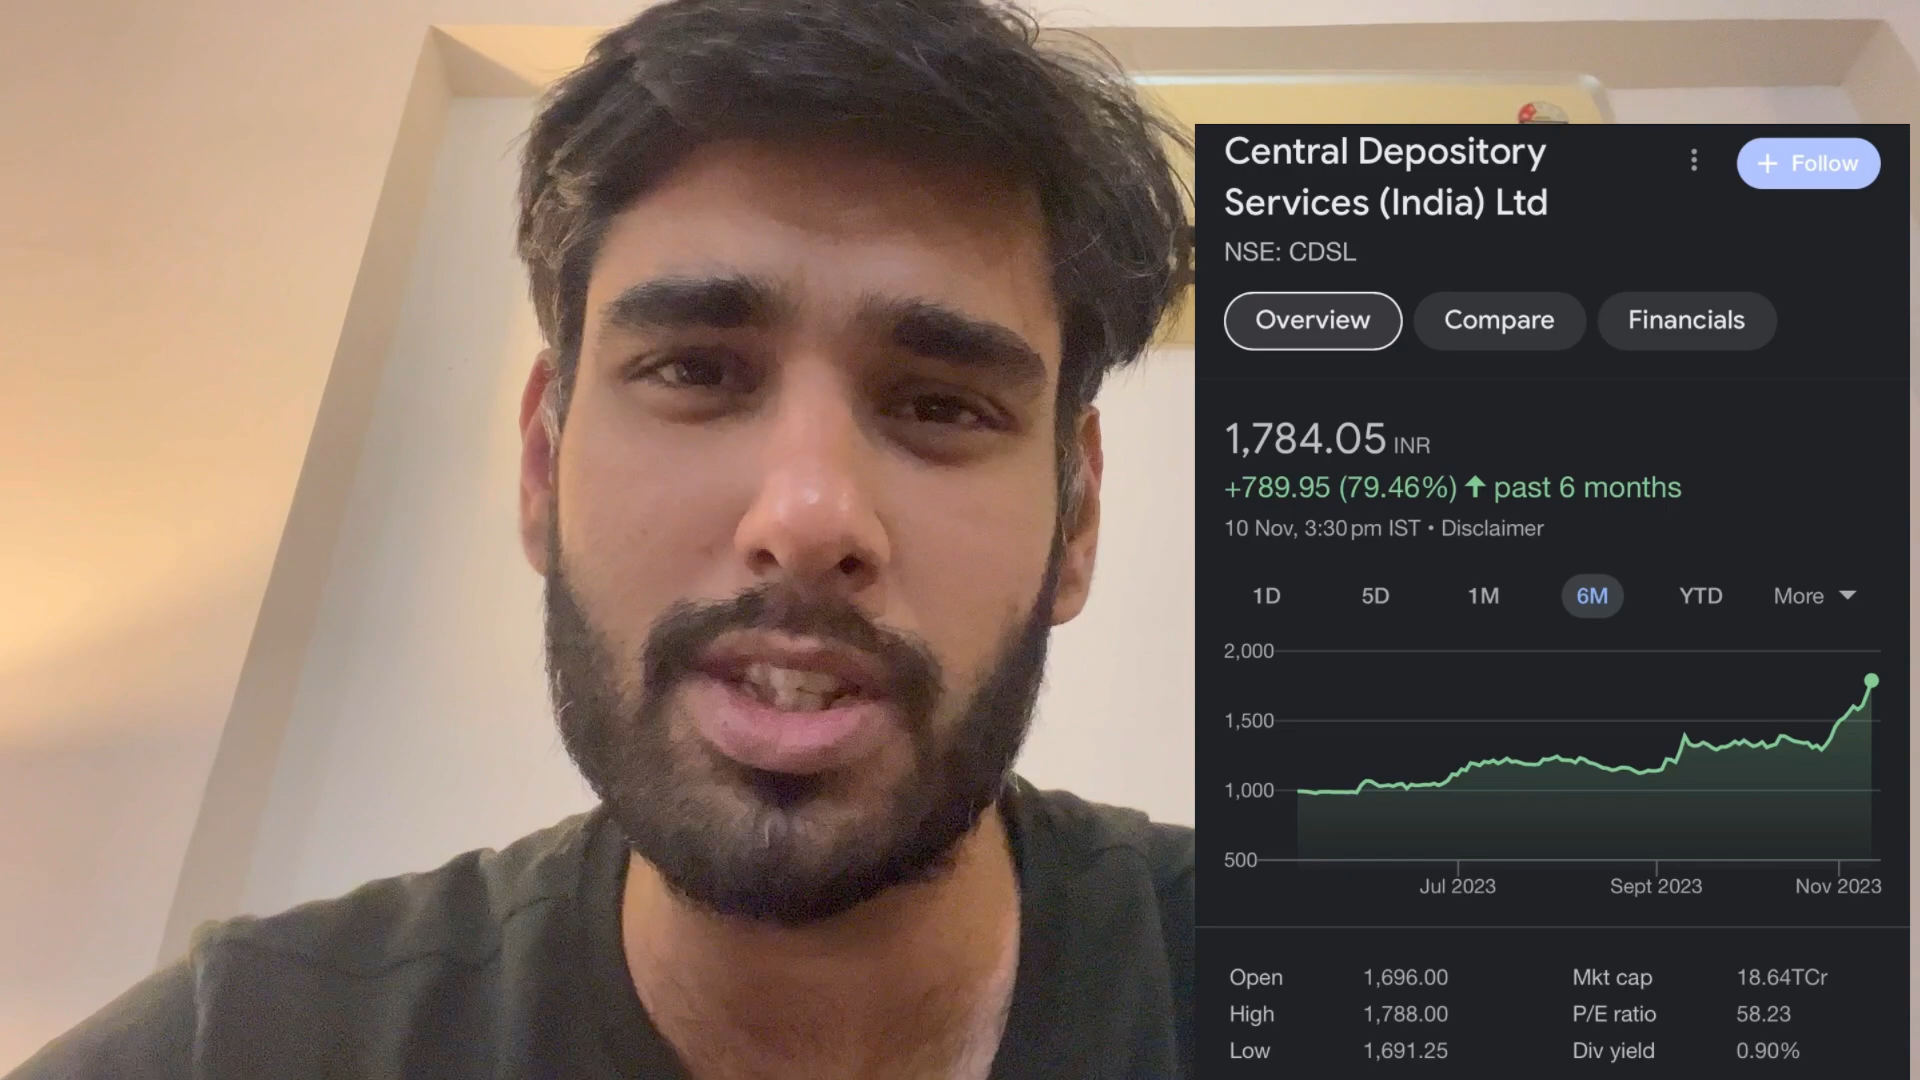 Central Depository
Services (India) Ltd
+ Follow
NSE: CDSL
Overview Compare Financials
1,784.05 INR
+789.95 (79.46%) ↑ past 6 months
10 Nov, 3:30 pm IST • Disclaimer
1D 5D 1M 6M YTD More
2,000
1,500
1,000
500
Jul 2023 Sept 2023 Nov 2023
Open 1,696.00 Mkt cap 18.64TCr
High 1,788.00 P/E ratio 58.23
Low 1,691.25 Div yield 0.90%